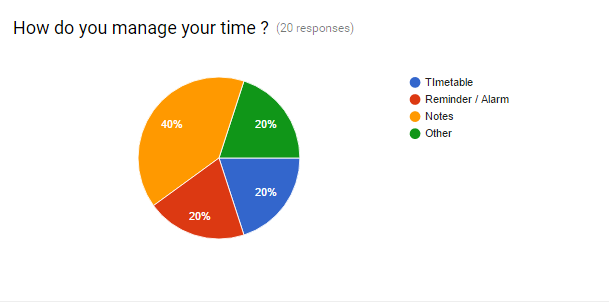 How do you manage your time ? (20 responses)
TImetable
Reminder / Alarm
Notes
Other
40%
20%
20%
20%